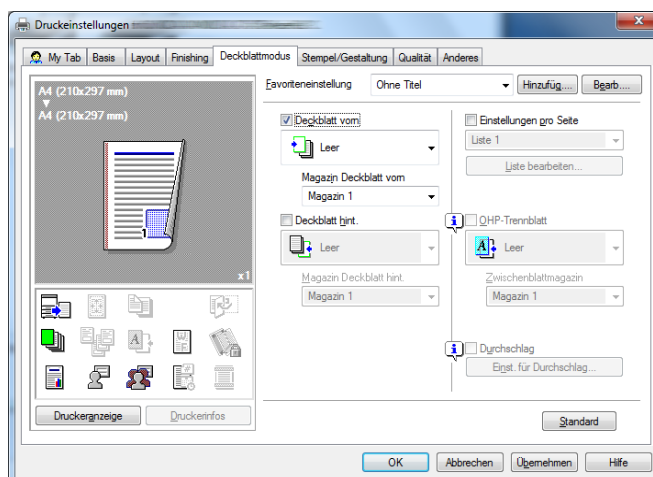 Druckeinstellungen
My Tab Basis Layout Finishing Deckblattmodus Stempel/Gestaltung Qualität Anderes
A4 (210x297 mm)
A4 (210x297 mm)
1
x1
Druckeranzeige Druckerinfos
Favoriteneinstellung Ohne Titel Hinzufüg.... Bearb....
Deckblatt vorn
Leer
Magazin Deckblatt vorn
Magazin 1
Deckblatt hint.
Leer
Magazin Deckblatt hint.
Magazin 1
Einstellungen pro Seite
Liste 1
Liste bearbeiten...
OHP-Trennblatt
Leer
Zwischenblattmagazin
Magazin 1
Durchschlag
Einst. für Durchschlag...
Standard
OK Abbrechen Übernehmen Hilfe